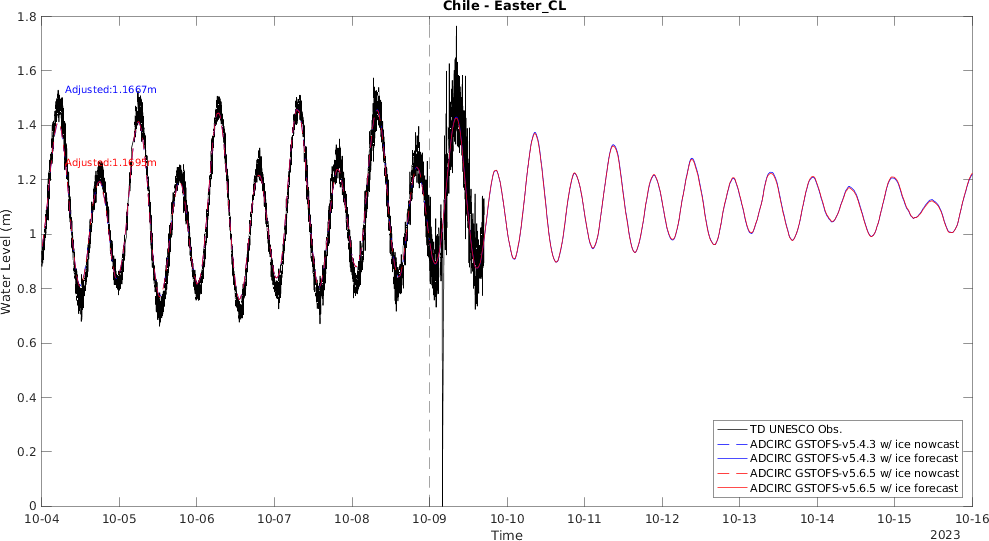 Chile - Easter_CL
1.8
1.6
1.4
1.2
1
0.8
0.6
0.4
0.2
0
Water Level (m)
Adjusted:1.1667m
Adjusted:1.1695m
TD UNESCO Obs.
ADCIRC GSTOFS-v5.4.3 w/ ice nowcast
ADCIRC GSTOFS-v5.4.3 w/ ice forecast
ADCIRC GSTOFS-v5.6.5 w/ ice nowcast
ADCIRC GSTOFS-v5.6.5 w/ ice forecast
10-04 10-05 10-06 10-07 10-08 10-09 10-10 10-11 10-12 10-13 10-14 10-15 10-16
Time
2023